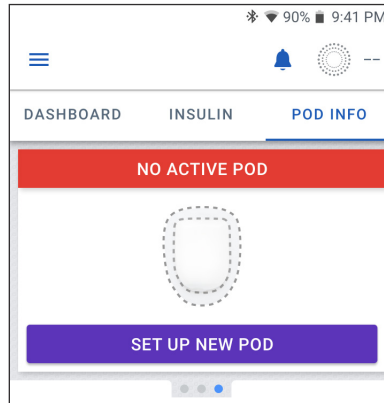 90% 9:41 PM
--
DASHBOARD INSULIN POD INFO
NO ACTIVE POD
SET UP NEW POD